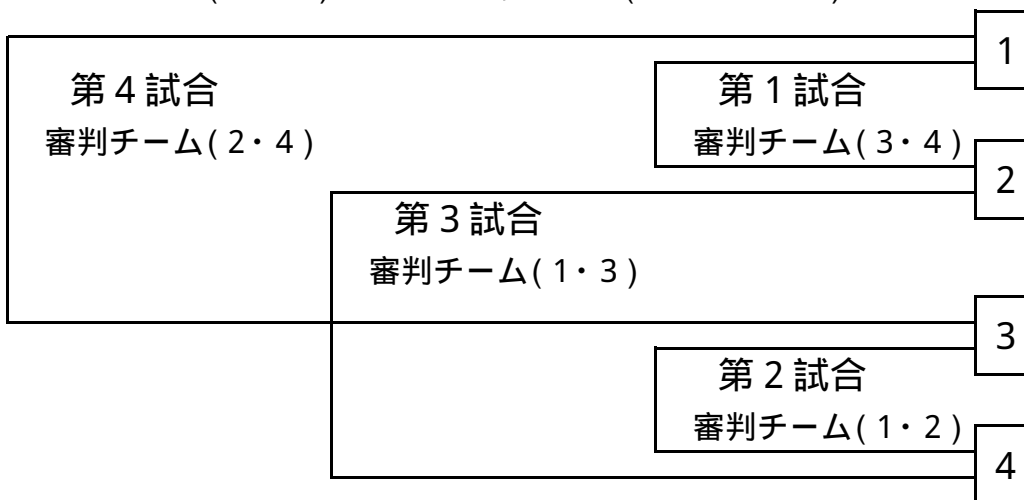 1
第４試合
第１試合
審判チーム(２・４)
審判チーム(３・４)
2
第３試合
審判チーム(１・３)
3
第２試合
審判チーム(１・２)
4